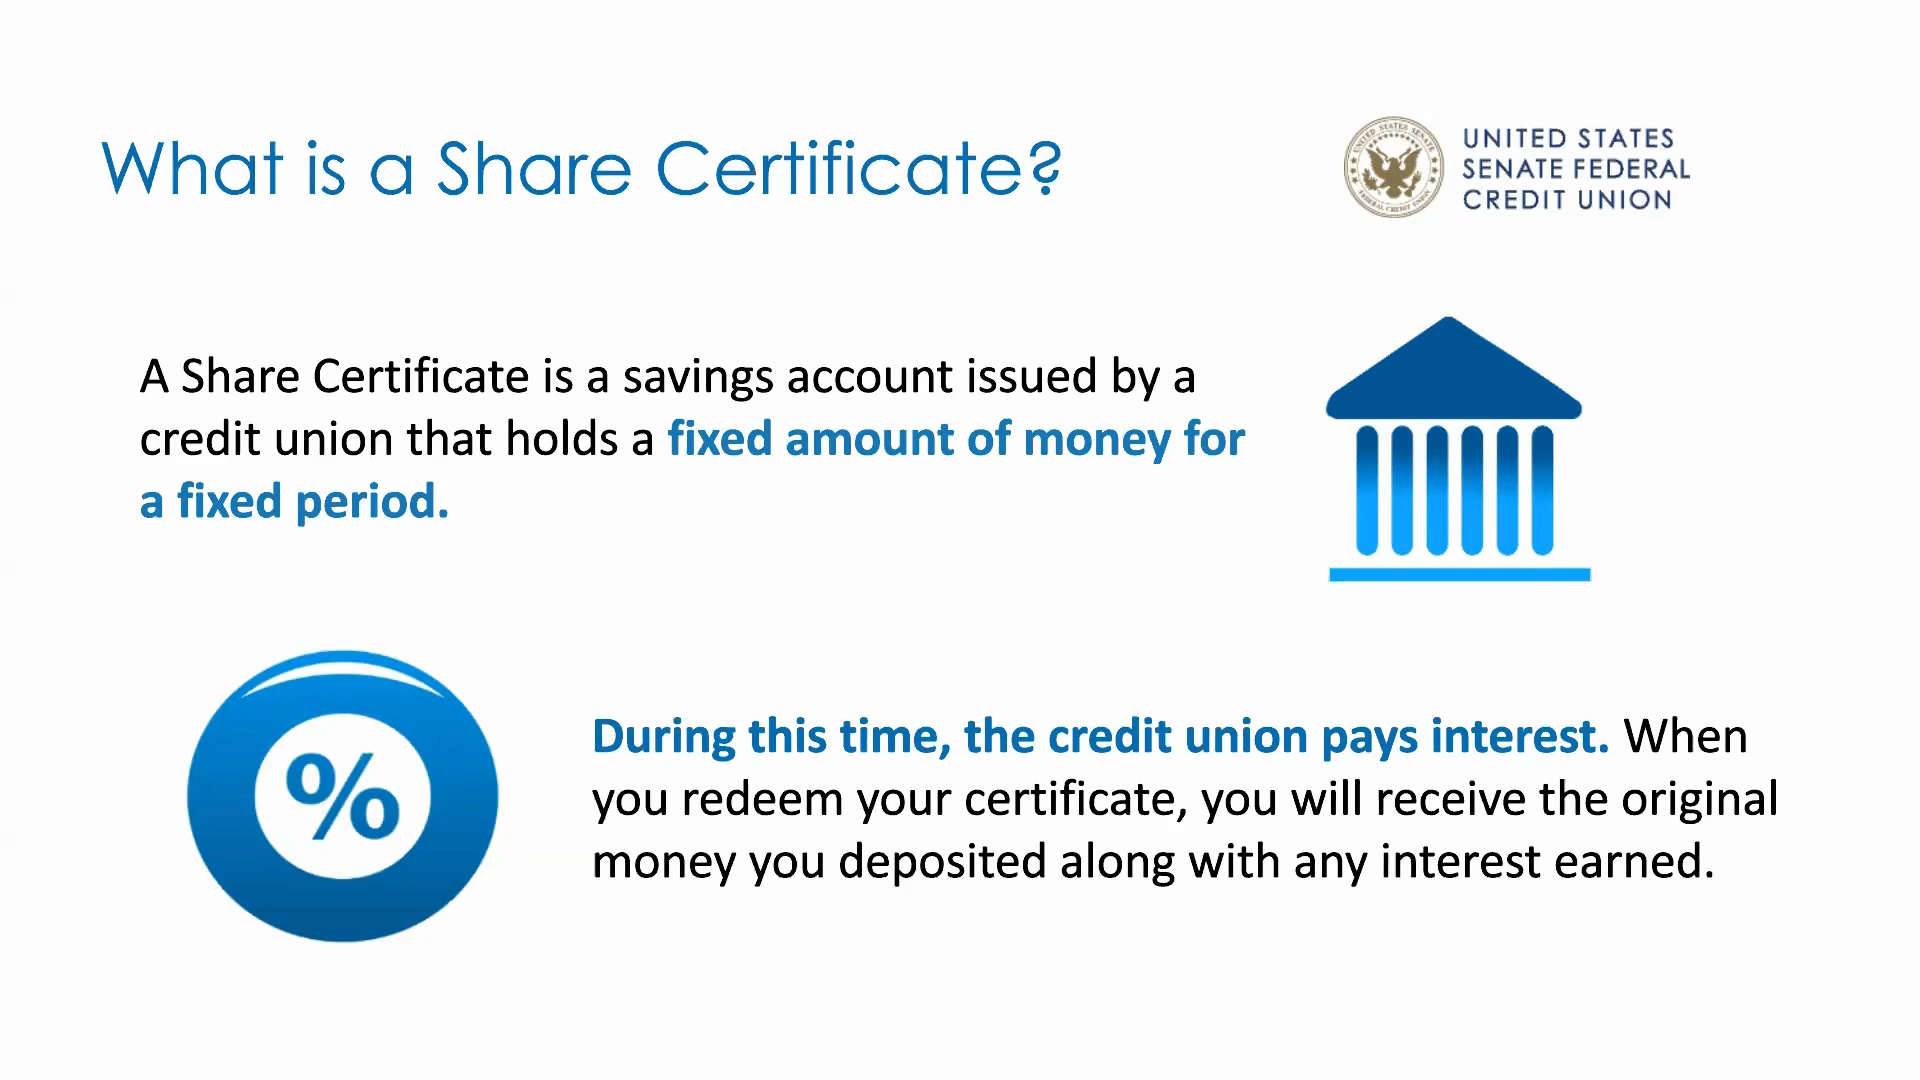 What is a Share Certificate?
UNITED STATES
SENATE FEDERAL
CREDIT UNION
A Share Certificate is a savings account issued by a
credit union that holds a fixed amount of money for
a fixed period.
%
During this time, the credit union pays interest. When
you redeem your certificate, you will receive the original
money you deposited along with any interest earned.